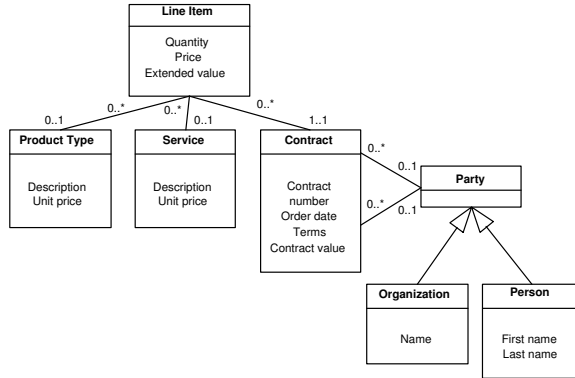 Line Item
Quantity
Price
Extended value
0..*
0..*
0..*
0..1
0..1
1..1
Product Type
Description
Unit price
Service
Description
Unit price
Contract
Contract
number
Order date
Terms
Contract value
0..*
0..1
0..*
0..1
Party
Organization
Name
Person
First name
Last name